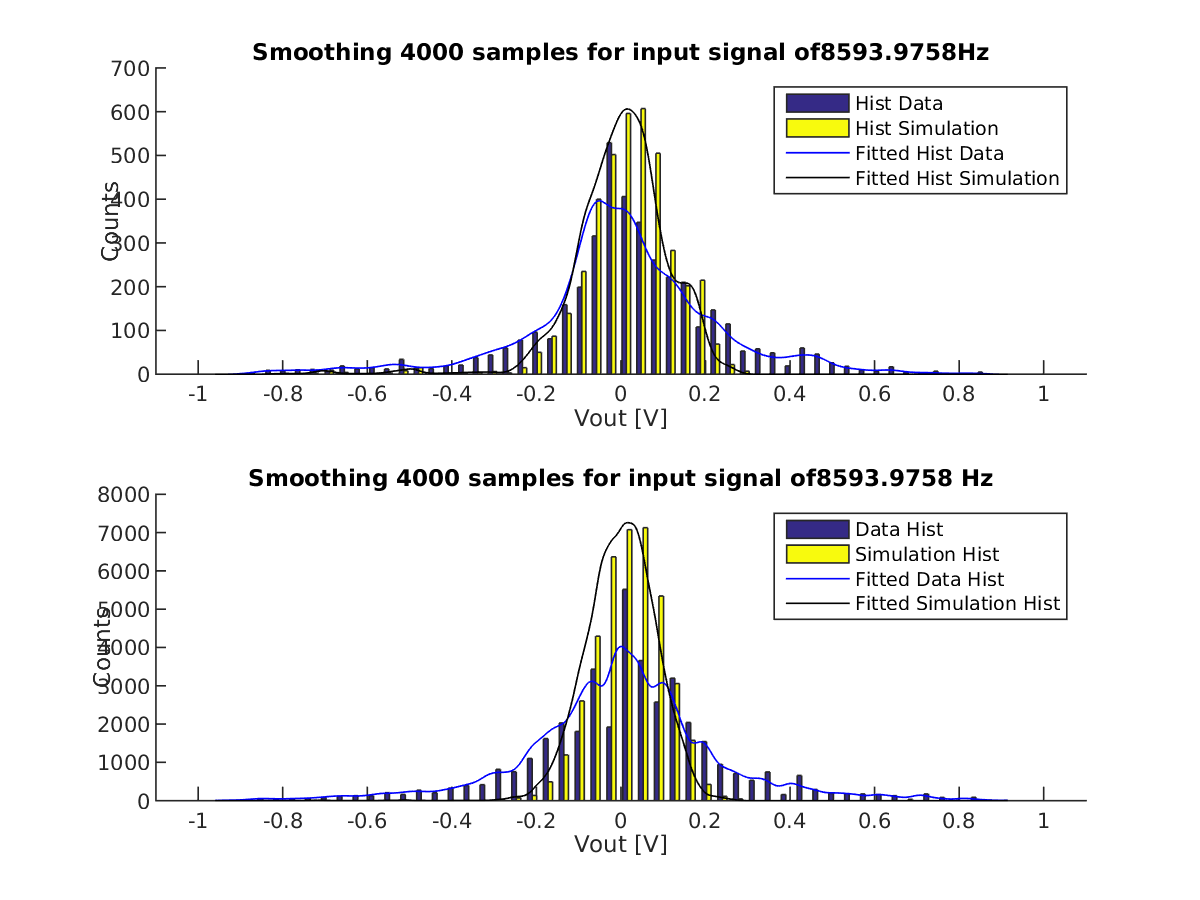 Smoothing 4000 samples for input signal of8593.9758Hz
700
600
500
400
300
200
100
0
Counts
Hist Data
Hist Simulation
Fitted Hist Data
Fitted Hist Simulation
-1 -0.8 -0.6 -0.4 -0.2 0 0.2 0.4 0.6 0.8 1
Vout [V]
Smoothing 4000 samples for input signal of8593.9758 Hz
8000
7000
6000
5000
4000
3000
2000
1000
0
Counts
Data Hist
Simulation Hist
Fitted Data Hist
Fitted Simulation Hist
-1 -0.8 -0.6 -0.4 -0.2 0 0.2 0.4 0.6 0.8 1
Vout [V]